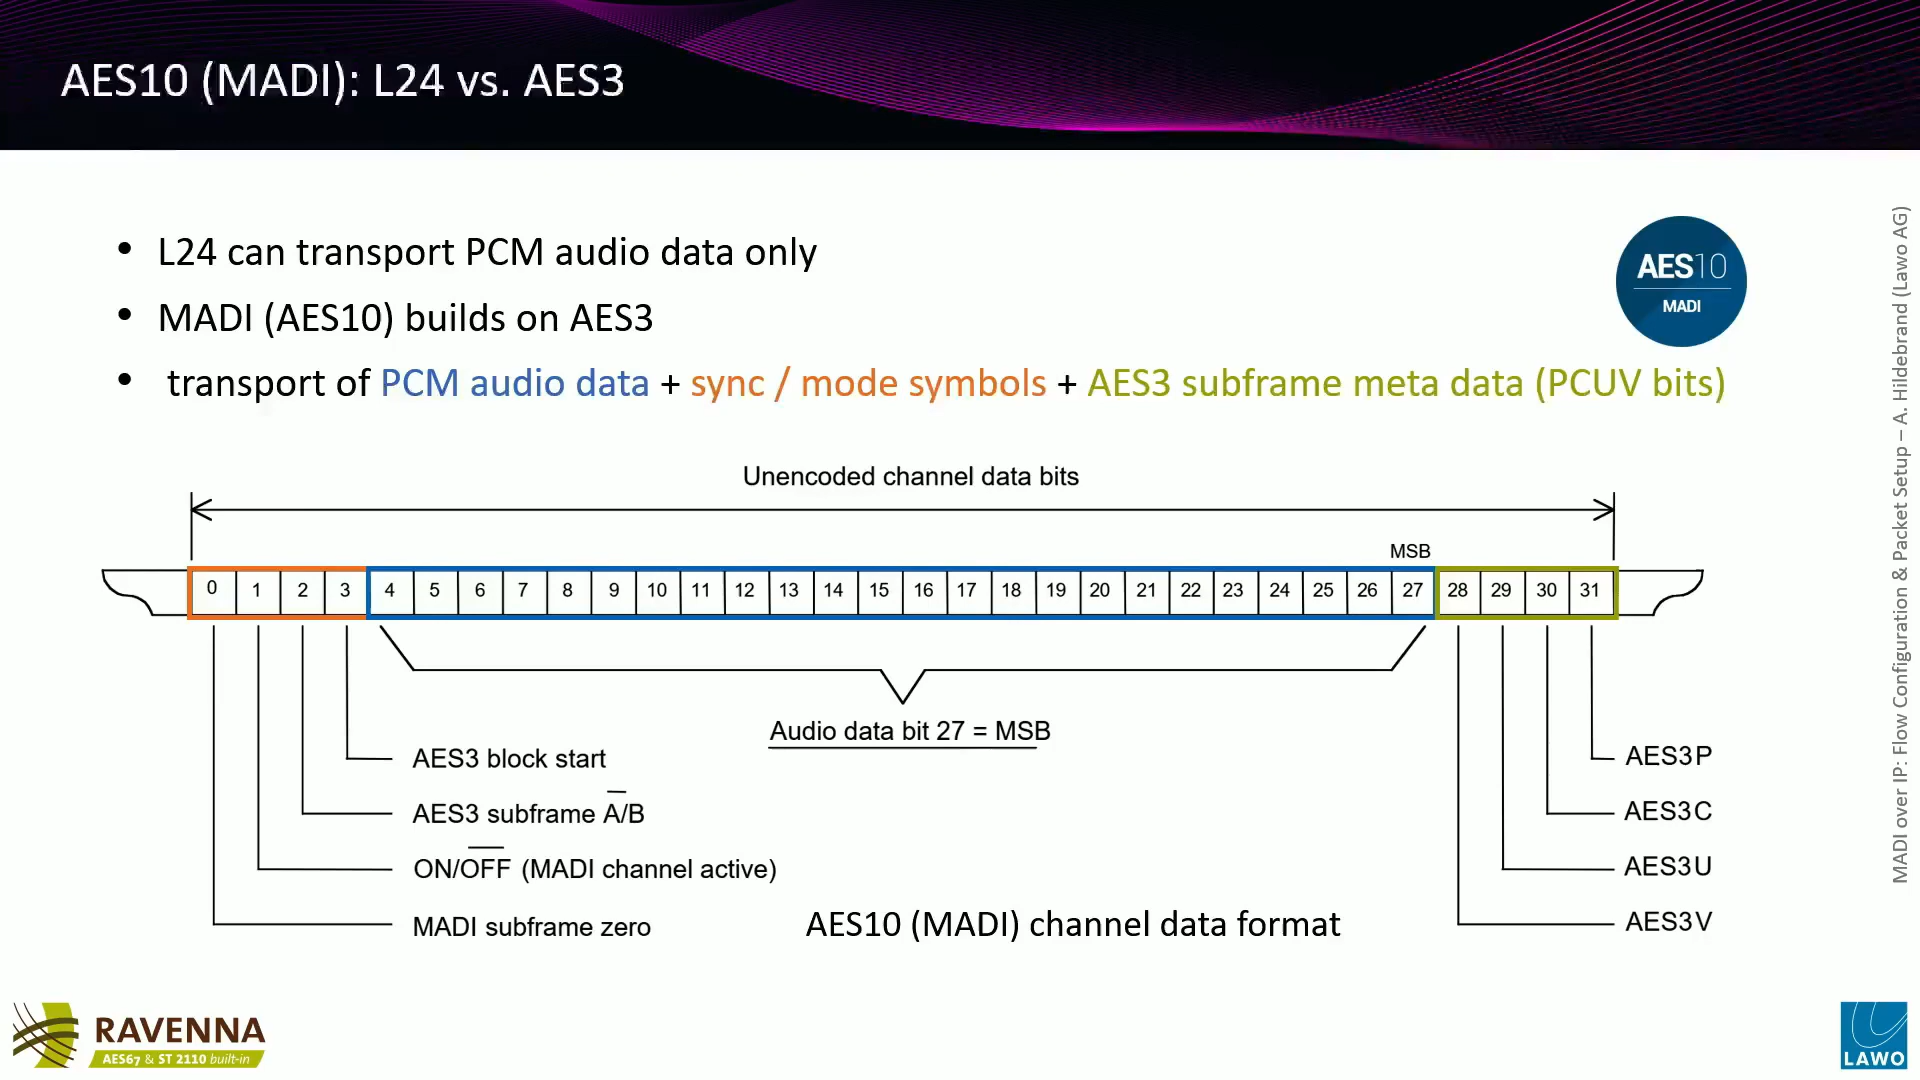 AES10 (MADI): L24 vs. AES3
• L24 can transport PCM audio data only
• MADI (AES10) builds on AES3
• transport of PCM audio data + sync / mode symbols + AES3 subframe meta data (PCUV bits)
AES10
MADI
MADI over IP: Flow Configuration & Packet Setup – A. Hildebrand (Lawo AG)
Unencoded channel data bits
MSB
0 1 2 3 4 5 6 7 8 9 10 11 12 13 14 15 16 17 18 19 20 21 22 23 24 25 26 27 28 29 30 31
Audio data bit 27 = MSB
AES3 block start
AES3 subframe A̅/B
ON/O̅F̅F̅ (MADI channel active)
MADI subframe zero
AES3P
AES3C
AES3U
AES3V
AES10 (MADI) channel data format
RAVENNA
AES67 & ST 2110 built-in
LAWO